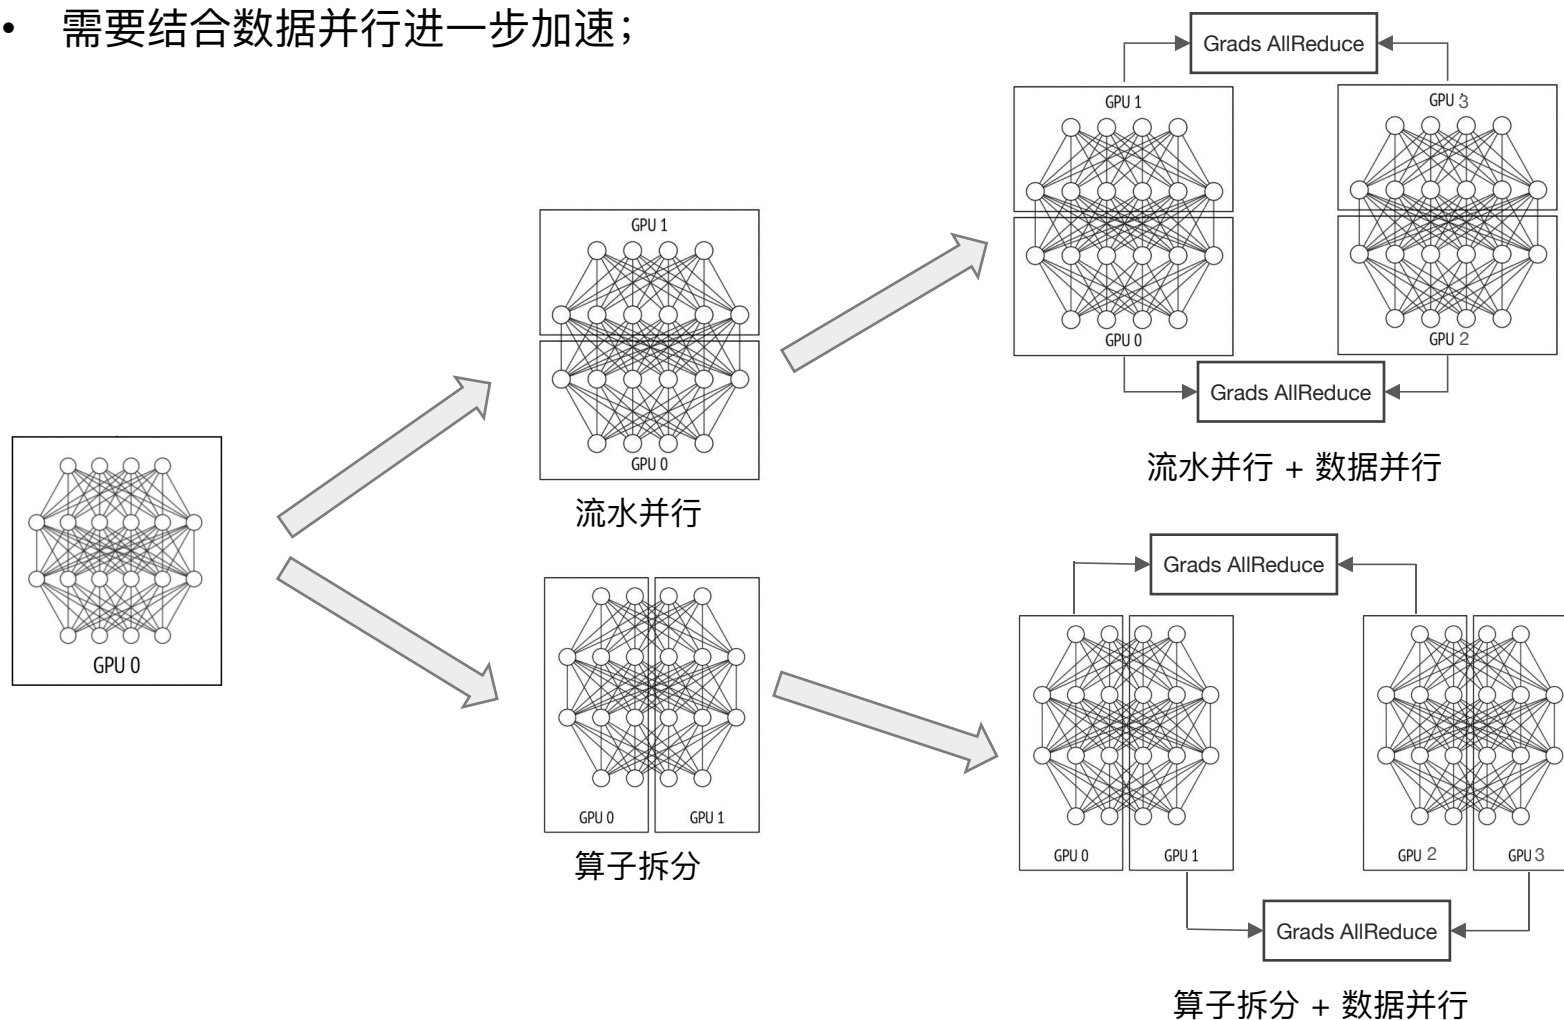 • 需要结合数据并行进一步加速；
Grads AllReduce
GPU 1
GPU 3
GPU 0
GPU 2
Grads AllReduce
流水并行 + 数据并行
GPU 1
GPU 0
流水并行
GPU 0
GPU 0
GPU 1
算子拆分
Grads AllReduce
GPU 0
GPU 1
GPU 2
GPU 3
Grads AllReduce
算子拆分 + 数据并行